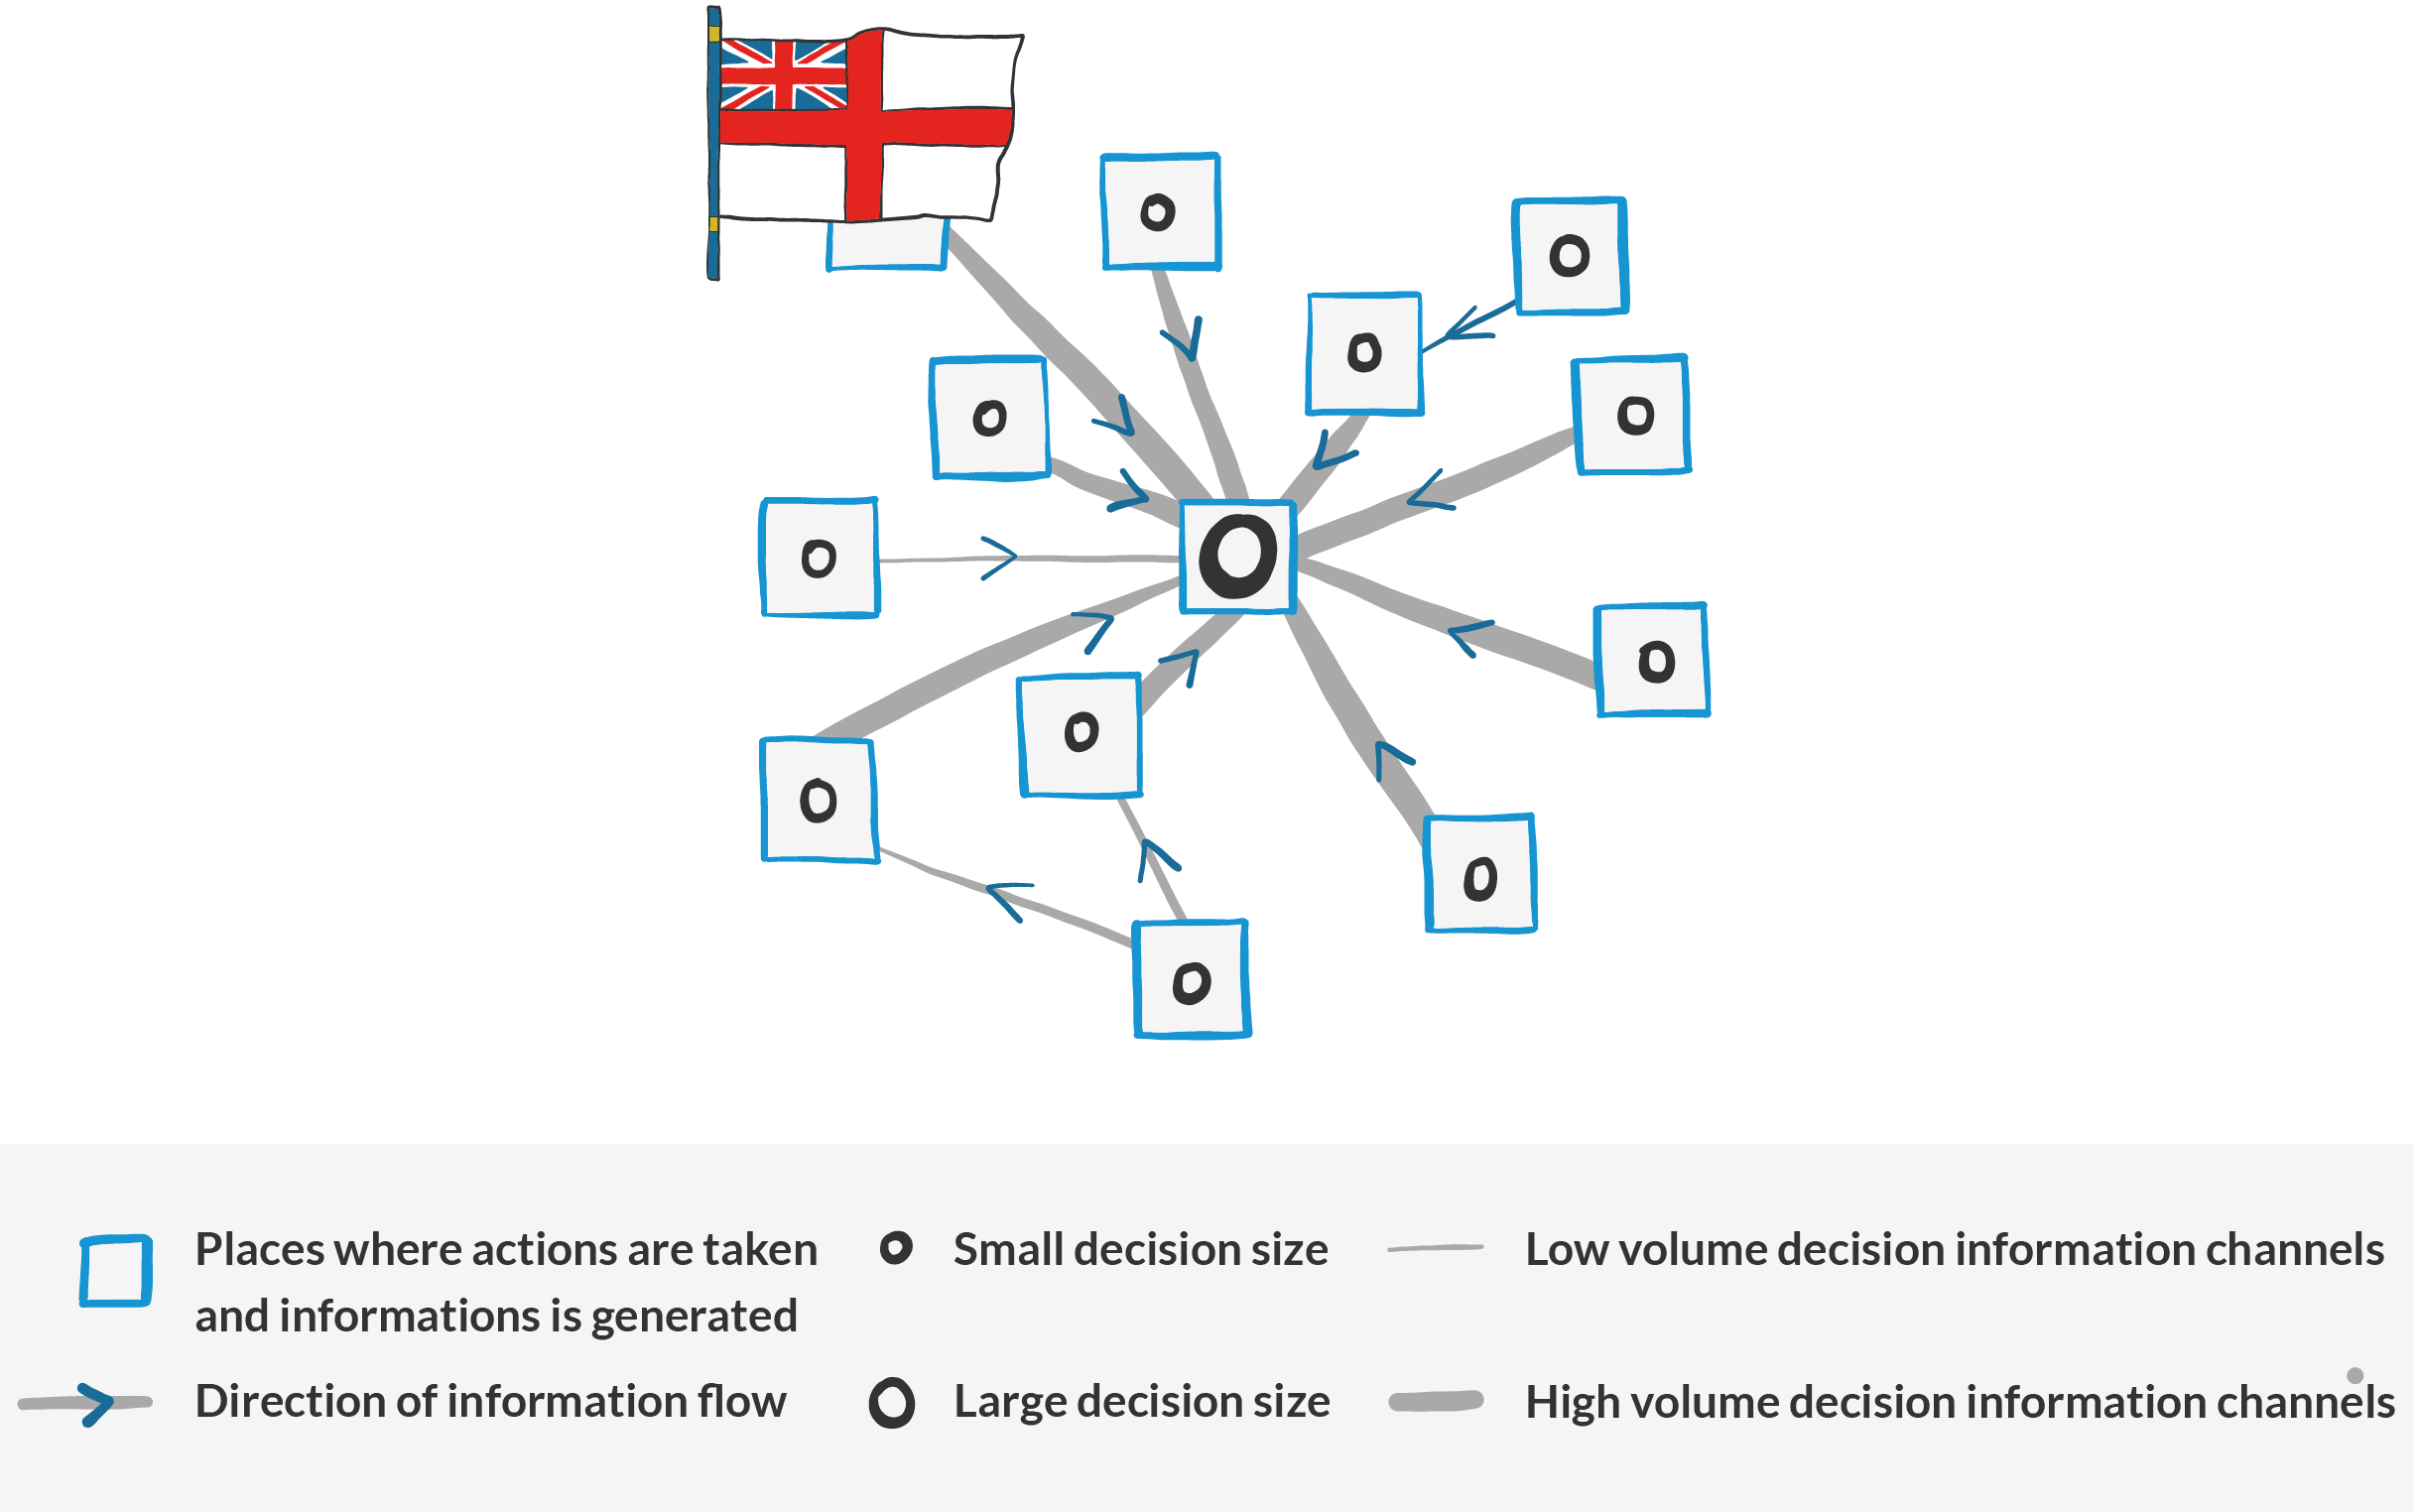 Places where actions are taken
and informations is generated
Direction of information flow
Small decision size
Large decision size
Low volume decision information channels
High volume decision information channels